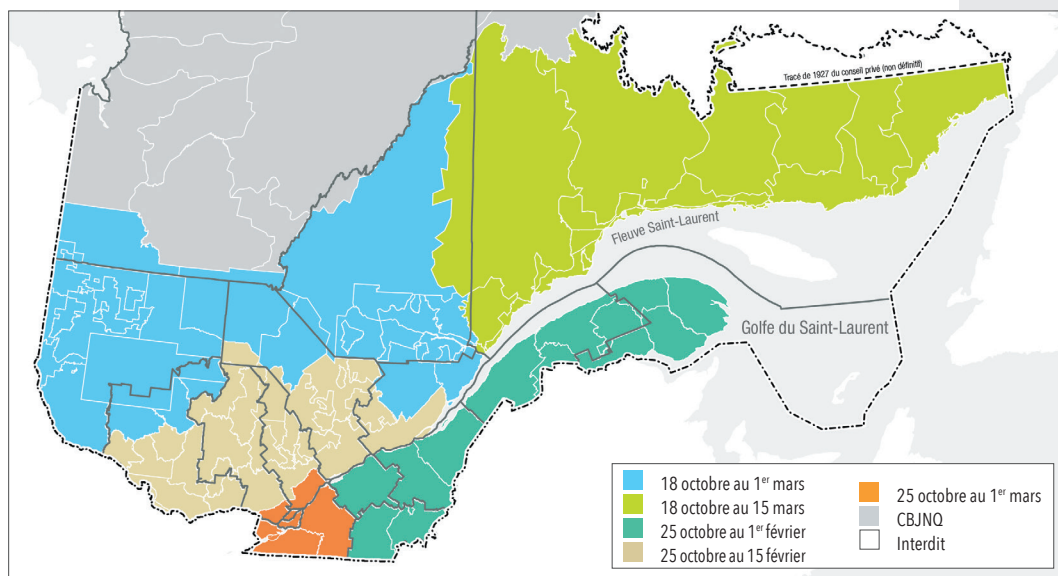 Tracé de 1927 du conseil privé (non définitif)
Fleuve Saint-Laurent
Golfe du Saint-Laurent
18 octobre au 1er mars
18 octobre au 15 mars
25 octobre au 1er février
25 octobre au 15 février
25 octobre au 1er mars
CBJNQ
Interdit